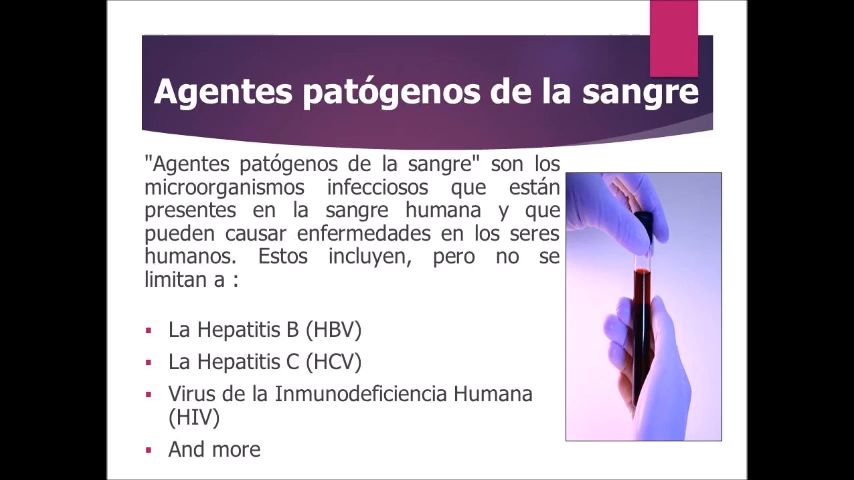 Agentes patógenos de la sangre
"Agentes patógenos de la sangre" son los
microorganismos infecciosos que están
presentes en la sangre humana y que
pueden causar enfermedades en los seres
humanos. Estos incluyen, pero no se
limitan a :
▪ La Hepatitis B (HBV)
▪ La Hepatitis C (HCV)
▪ Virus de la Inmunodeficiencia Humana
(HIV)
▪ And more